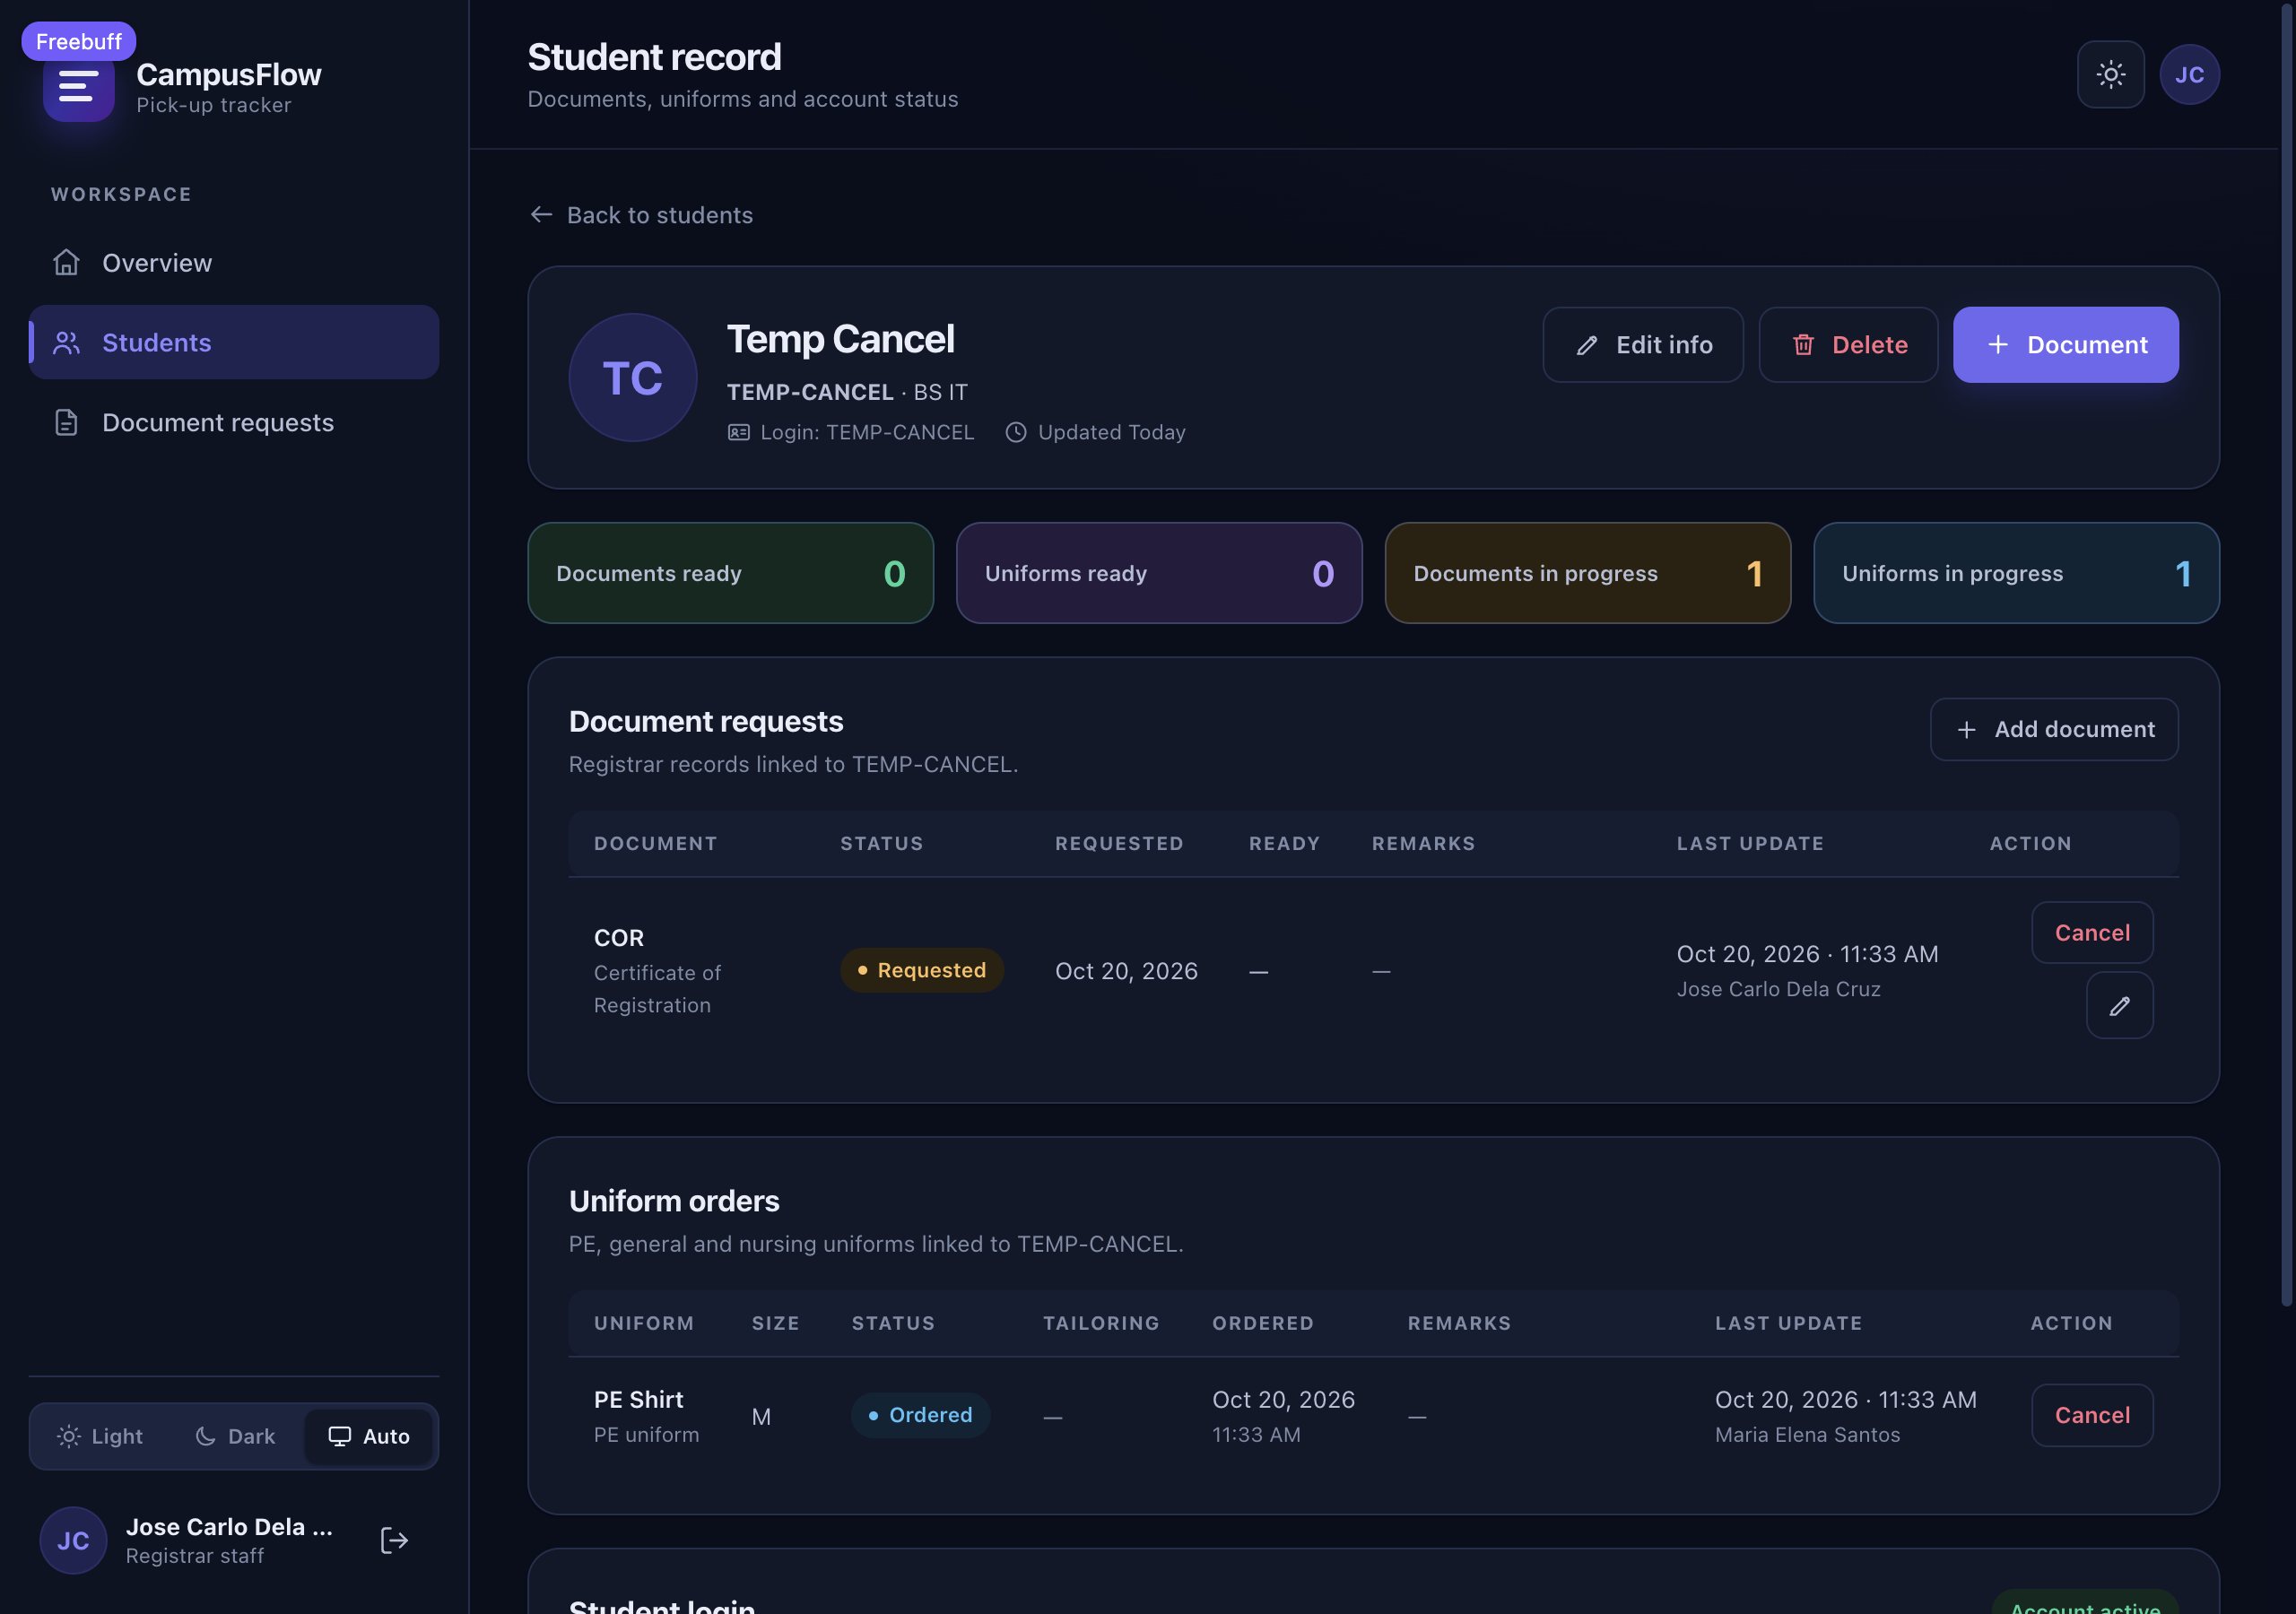 Freebuff
CampusFlow
Pick-up tracker
WORKSPACE
Overview
Students
Document requests
Light
Dark
Auto
JC
Jose Carlo Dela ...
Registrar staff
Student record
Documents, uniforms and account status
JC
Back to students
TC
Temp Cancel
TEMP-CANCEL · BS IT
Login: TEMP-CANCEL
Updated Today
Edit info
Delete
Document
Documents ready 0
Uniforms ready 0
Documents in progress 1
Uniforms in progress 1
Document requests
Registrar records linked to TEMP-CANCEL.
Add document
DOCUMENT STATUS REQUESTED READY REMARKS LAST UPDATE ACTION
COR
Certificate of
Registration
Requested
Oct 20, 2026
—
—
Oct 20, 2026 · 11:33 AM
Jose Carlo Dela Cruz
Cancel
Uniform orders
PE, general and nursing uniforms linked to TEMP-CANCEL.
UNIFORM SIZE STATUS TAILORING ORDERED REMARKS LAST UPDATE ACTION
PE Shirt
PE uniform
M
Ordered
—
Oct 20, 2026
11:33 AM
—
Oct 20, 2026 · 11:33 AM
Maria Elena Santos
Cancel
Student login
Account active